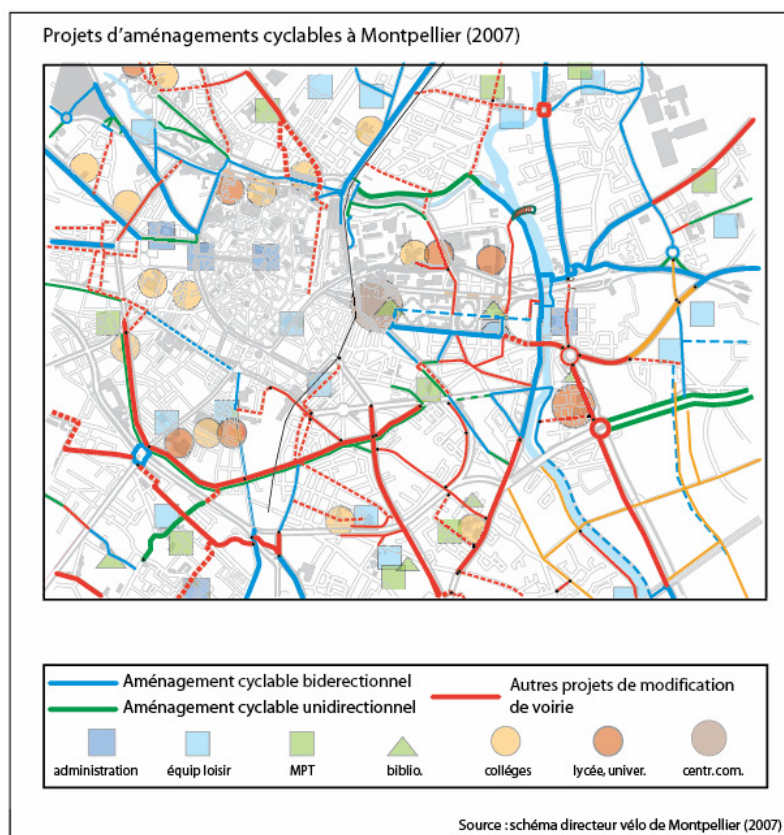 Projets d'aménagements cyclables à Montpellier (2007)
Aménagement cyclable biderectionnel
Aménagement cyclable unidirectionnel
Autres projets de modification
de voirie
administration
équip loisir
MPT
biblio.
colléges
lycée, univer.
centr.com.
Source : schéma directeur vélo de Montpellier (2007)